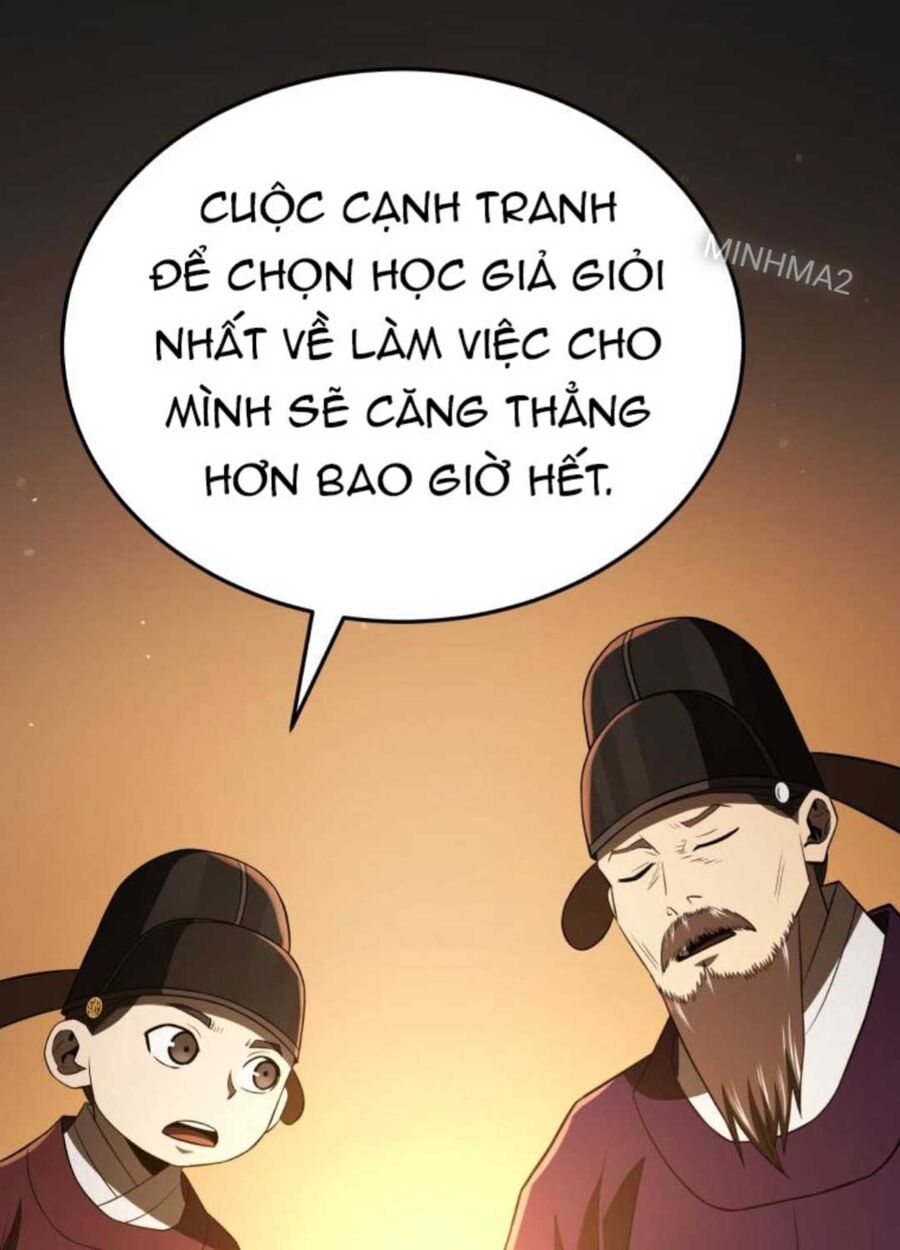 CUỘC CẠNH TRANH
ĐỂ CHỌN HỌC GIẢ GIỎI
NHẤT VỀ LÀM VIỆC CHO
MÌNH SẼ CĂNG THẲNG
HƠN BAO GIỜ HẾT.
MINHMA2